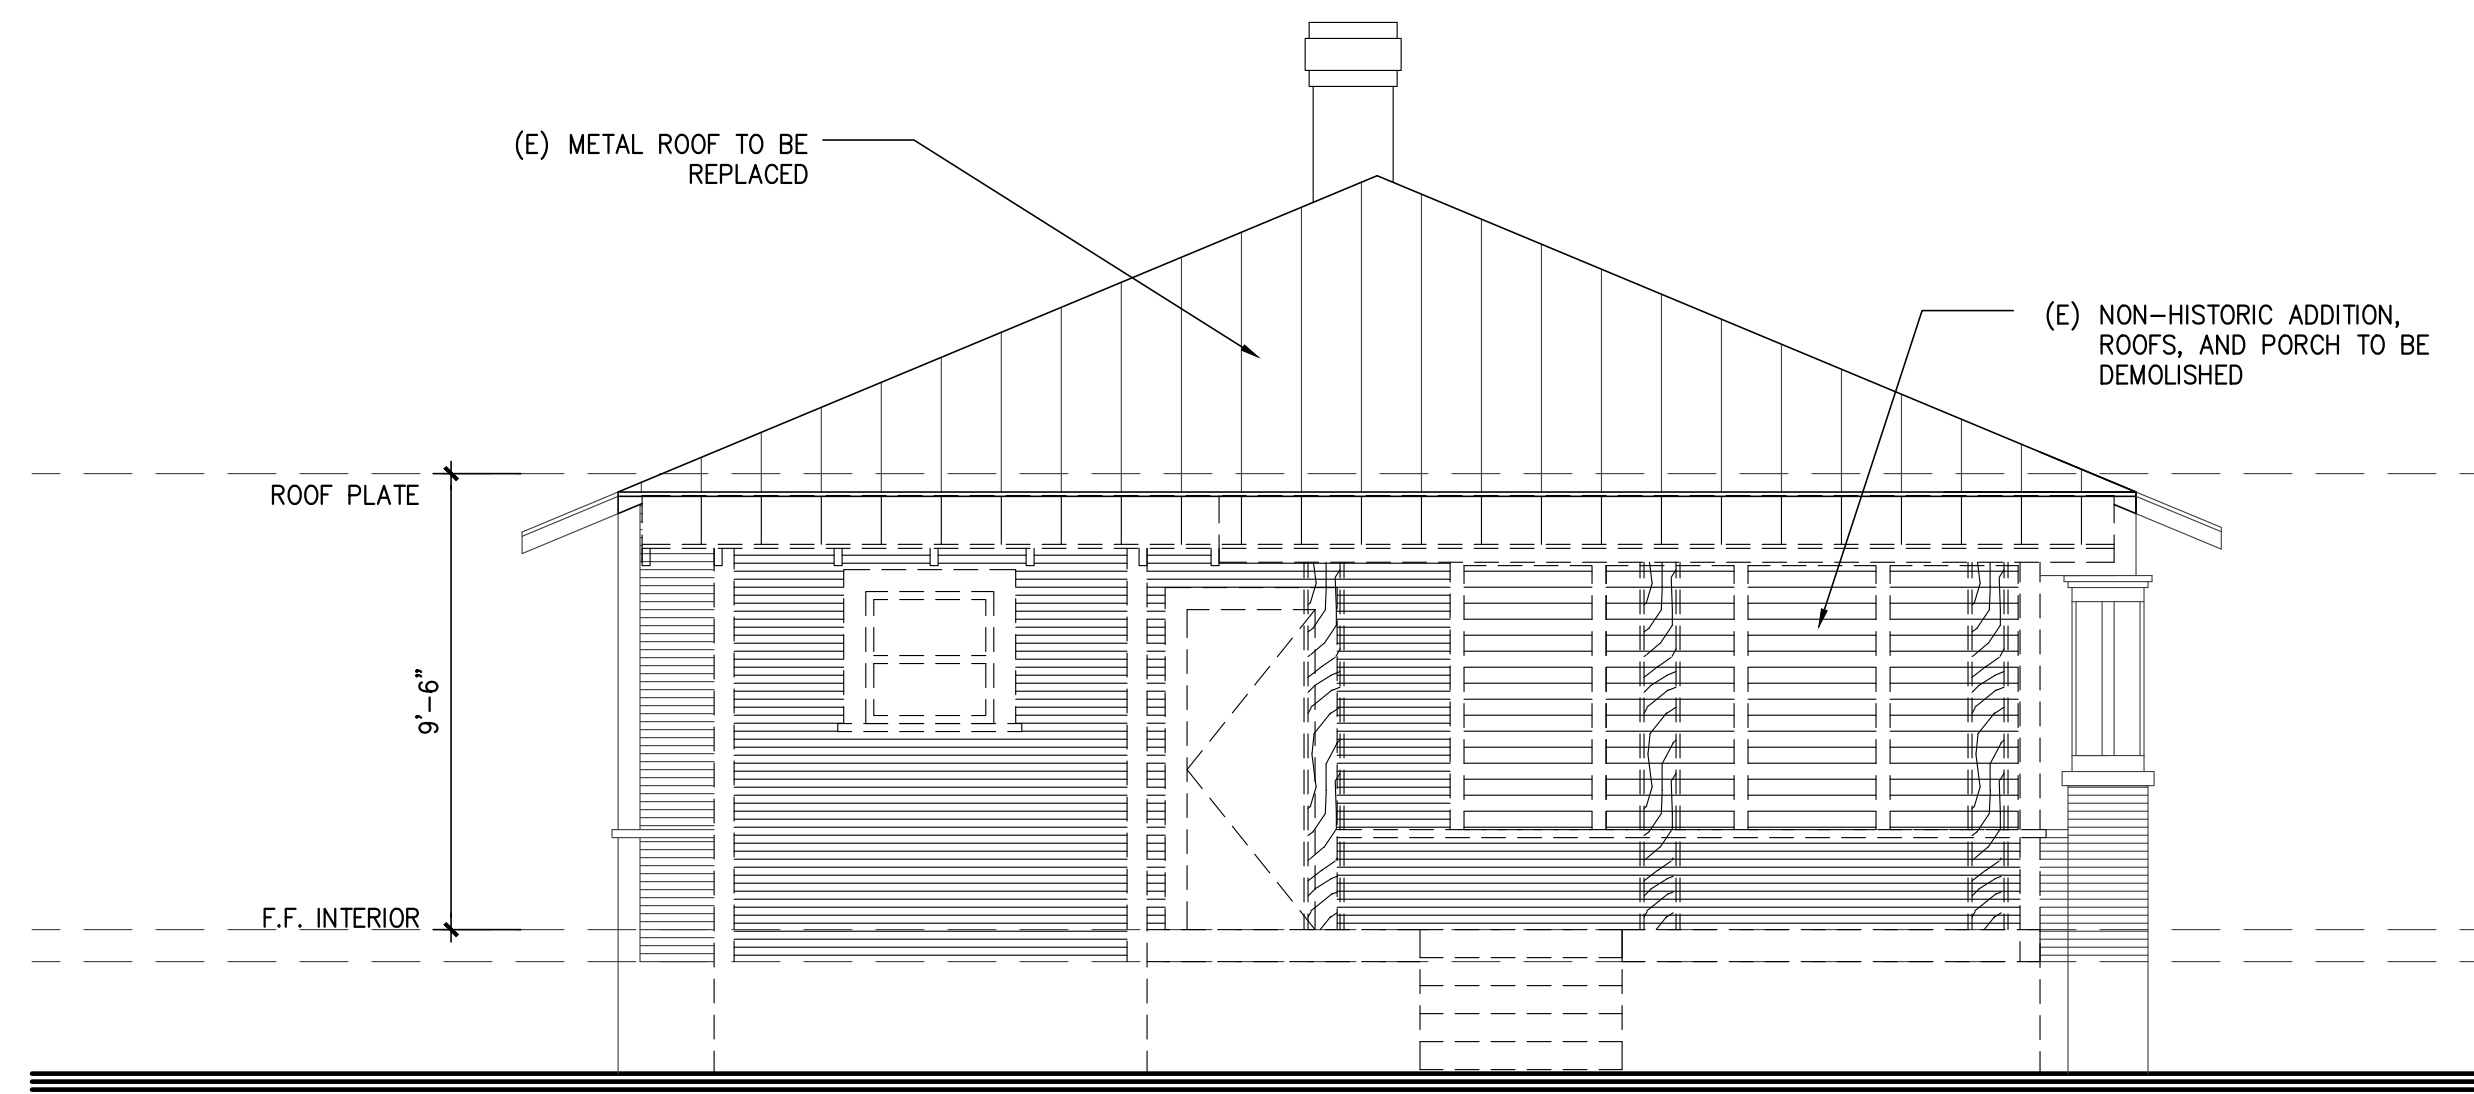 (E) METAL ROOF TO BE
REPLACED
(E) NON-HISTORIC ADDITION,
ROOFS, AND PORCH TO BE
DEMOLISHED
ROOF PLATE
9'-6"
F.F. INTERIOR